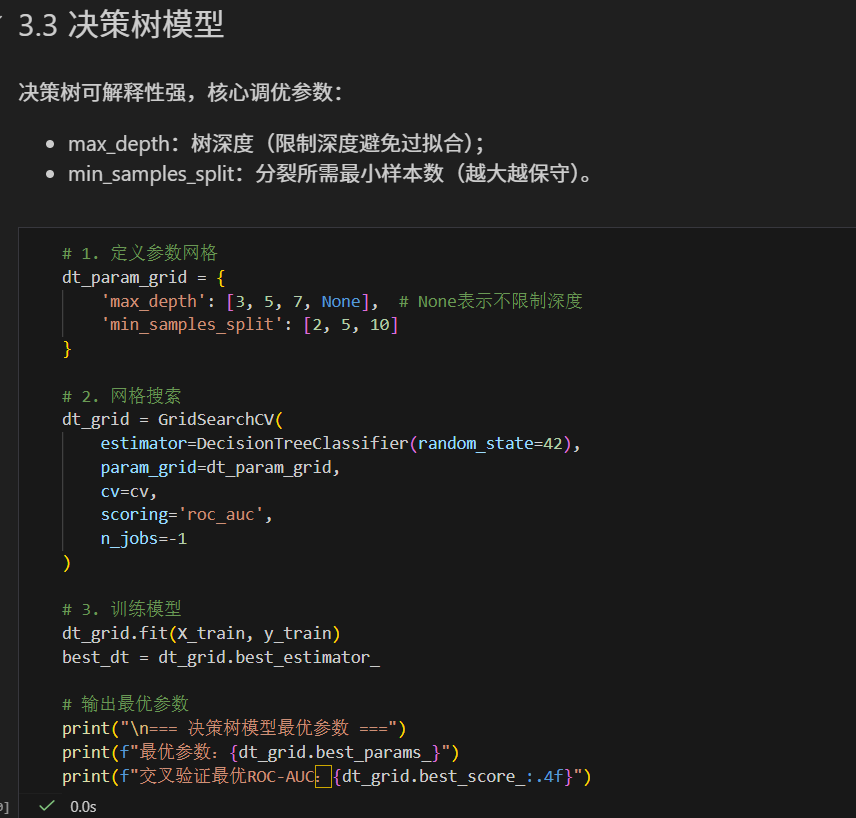 3.3 决策树模型
决策树可解释性强，核心调优参数：
• max_depth：树深度（限制深度避免过拟合）；
• min_samples_split：分裂所需最小样本数（越大越保守）。
# 1. 定义参数网格
dt_param_grid = {
    'max_depth': [3, 5, 7, None],  # None表示不限制深度
    'min_samples_split': [2, 5, 10]
}
# 2. 网格搜索
dt_grid = GridSearchCV(
    estimator=DecisionTreeClassifier(random_state=42),
    param_grid=dt_param_grid,
    cv=cv,
    scoring='roc_auc',
    n_jobs=-1
)
# 3. 训练模型
dt_grid.fit(X_train, y_train)
best_dt = dt_grid.best_estimator_
# 输出最优参数
print("\n=== 决策树模型最优参数 ===")
print(f"最优参数：{dt_grid.best_params_}")
print(f"交叉验证最优ROC-AUC：{dt_grid.best_score_:.4f}")
✓ 0.0s